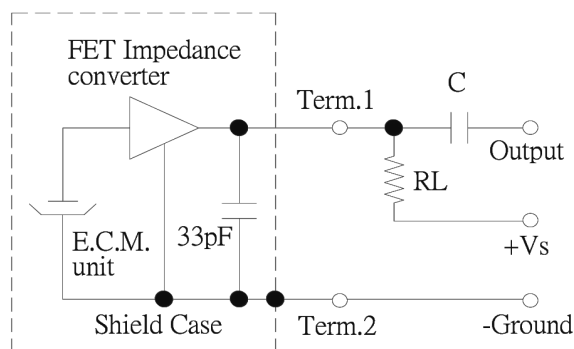 FET Impedance
converter
Term.1
C
Output
RL
+Vs
E.C.M.
unit
33pF
Shield Case
Term.2
-Ground